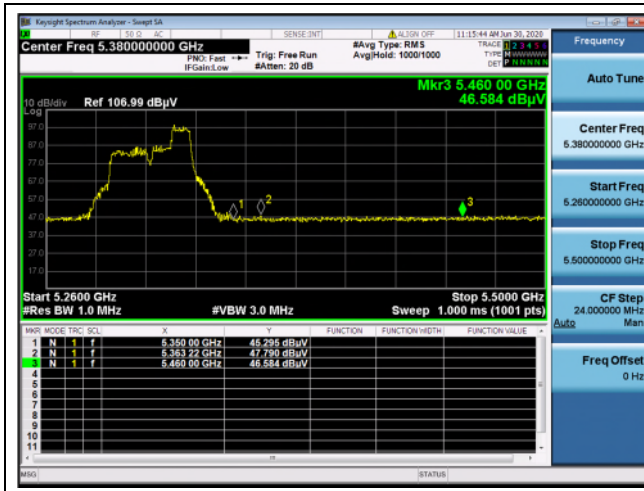 Keysight Spectrum Analyzer - Swept SA
RF 50 Ω AC SENSE:INT ALIGN OFF 11:15:44 AM Jun 30, 2020
Center Freq 5.380000000 GHz #Avg Type: RMS TRACE 1 2 3 4 5 6
PNO: Fast Trig: Free Run Avg|Hold: 1000/1000 TYPE M WWWWW
IFGain:Low #Atten: 20 dB DET P N N N N N
Mkr3 5.460 00 GHz
46.584 dBµV
10 dB/div Ref 106.99 dBµV
Log
97.0
87.0
77.0
67.0
57.0
47.0
37.0
27.0
17.0
1
2
3
Start 5.2600 GHz Stop 5.5000 GHz
#Res BW 1.0 MHz #VBW 3.0 MHz Sweep 1.000 ms (1001 pts)
MKR MODE TRC SCL X Y FUNCTION FUNCTION WIDTH FUNCTION VALUE
1 N 1 f 5.350 00 GHz 45.295 dBµV
2 N 1 f 5.363 22 GHz 47.790 dBµV
3 N 1 f 5.460 00 GHz 46.584 dBµV
4
5
6
7
8
9
10
11
MSG STATUS
Frequency
Auto Tune
Center Freq
5.380000000 GHz
Start Freq
5.260000000 GHz
Stop Freq
5.500000000 GHz
CF Step
24.000000 MHz
Auto Man
Freq Offset
0 Hz